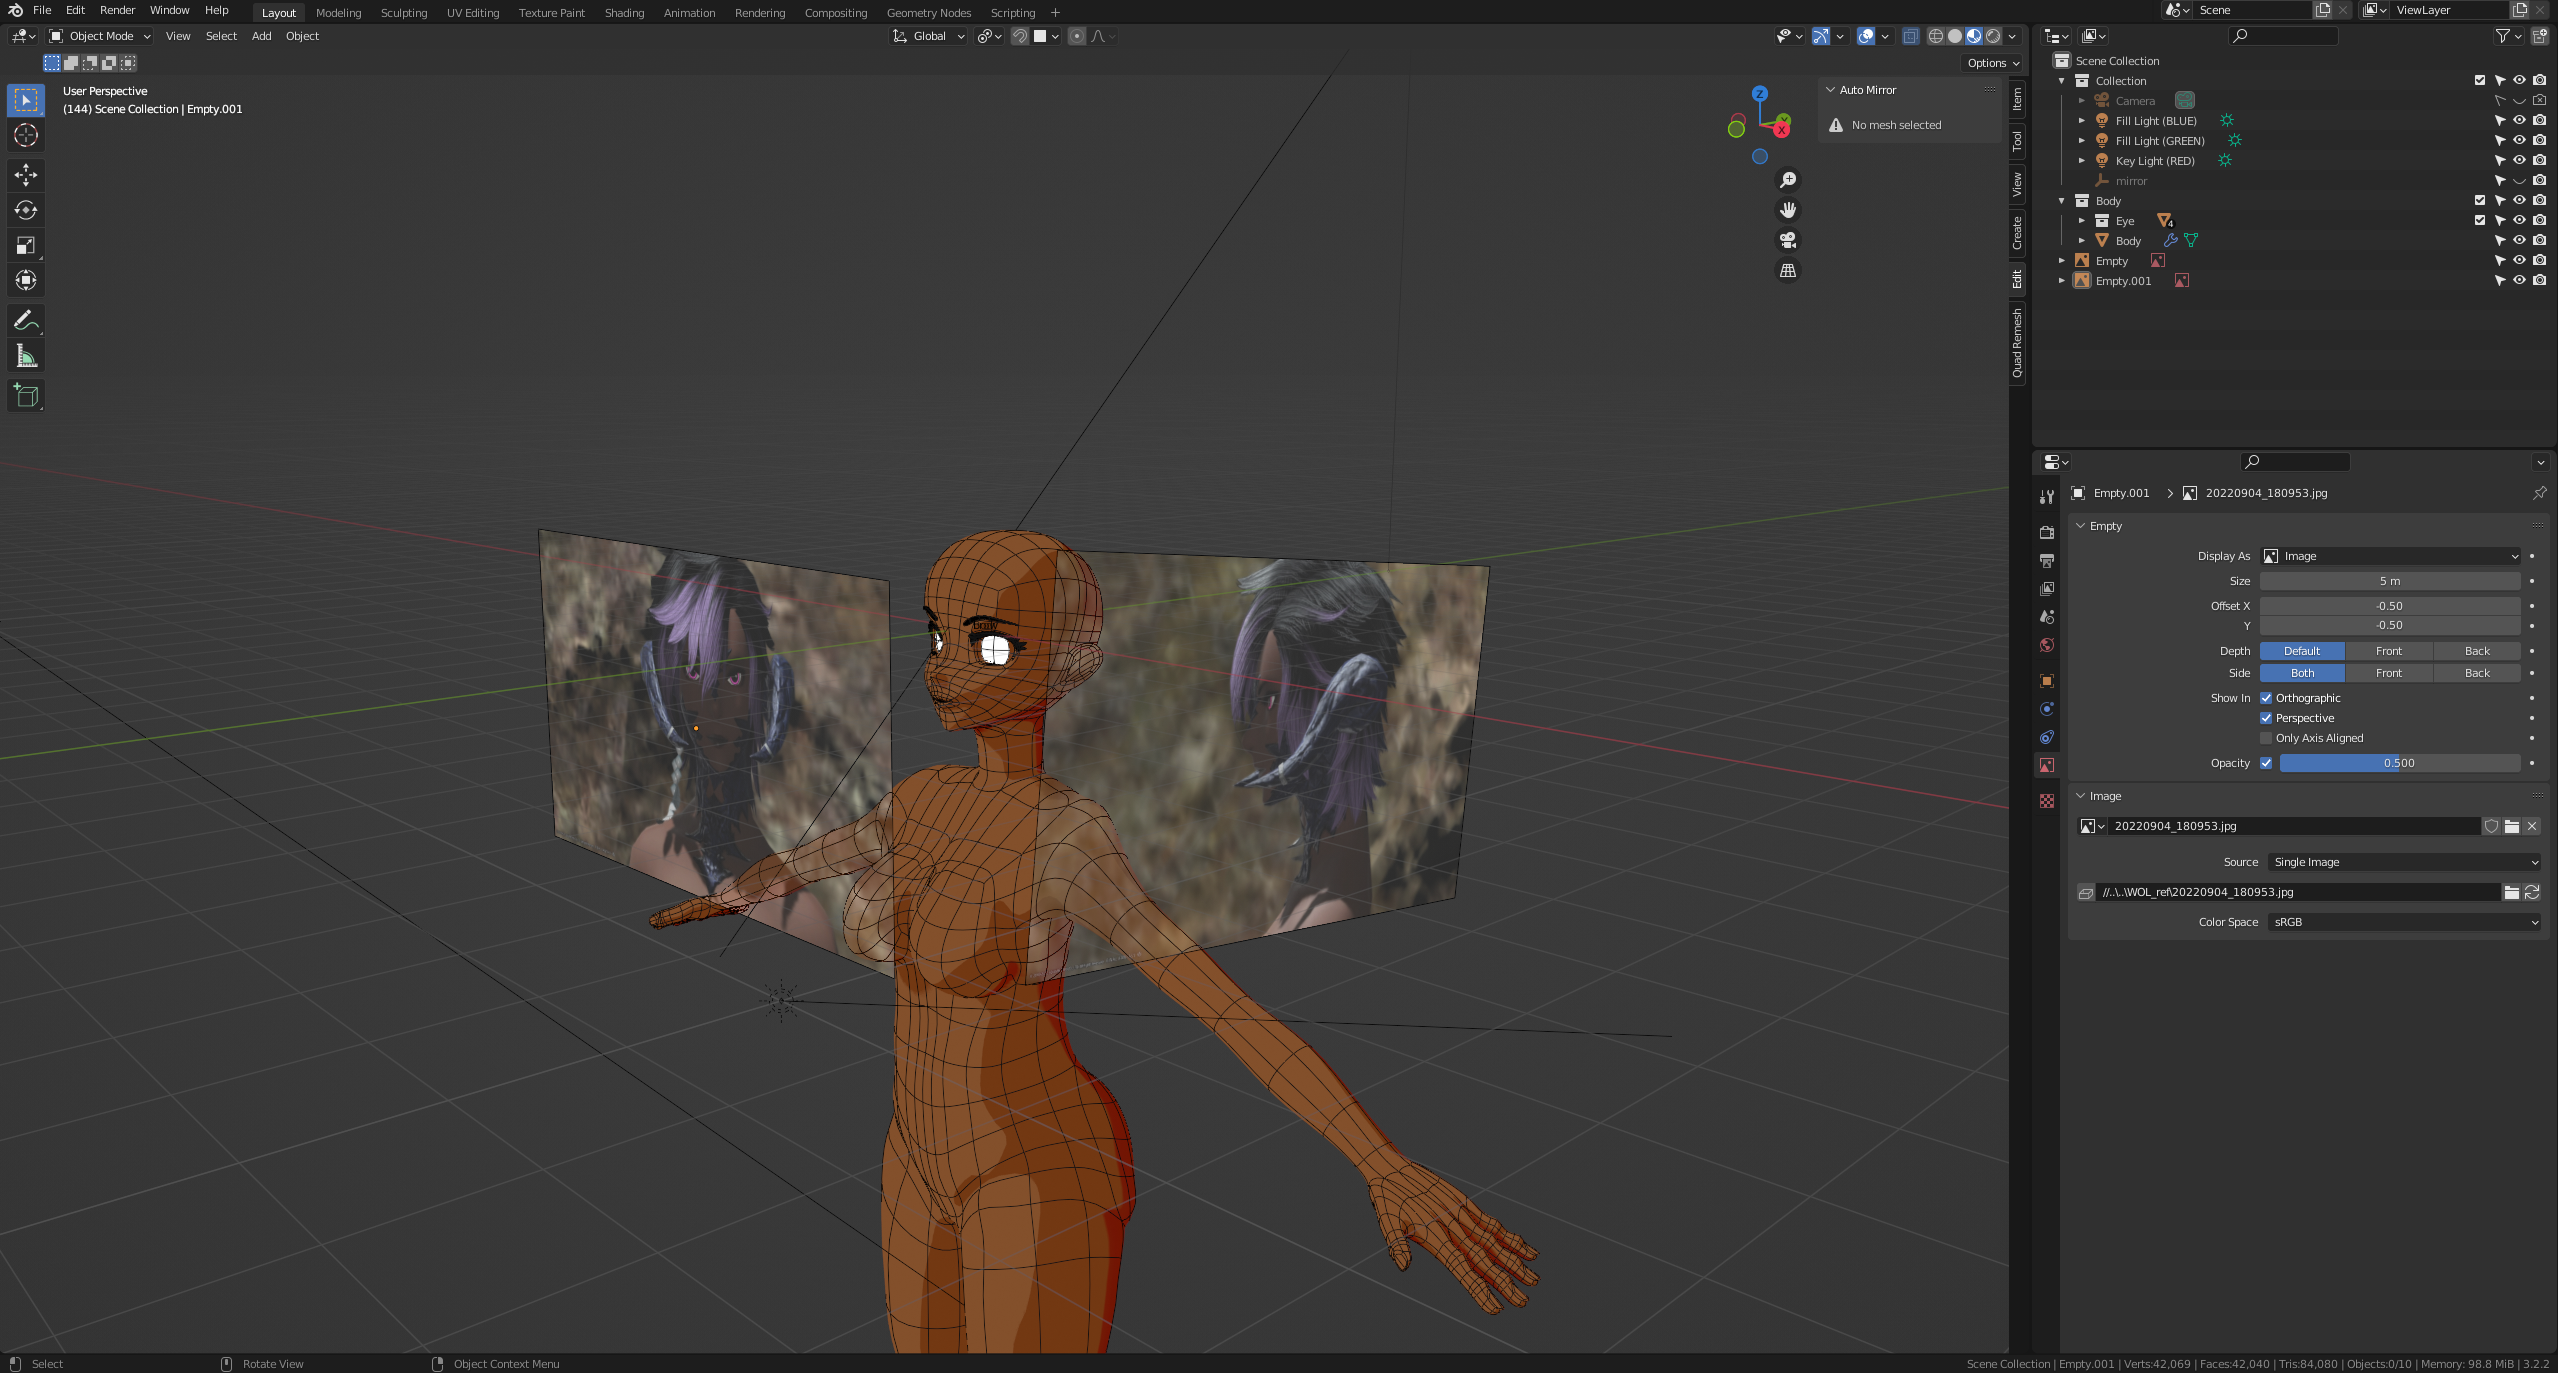 File Edit Render Window Help
Layout Modeling Sculpting UV Editing Texture Paint Shading Animation Rendering Compositing Geometry Nodes Scripting +
Scene
ViewLayer
Object Mode View Select Add Object
Global
Options
User Perspective
(144) Scene Collection | Empty.001
Z
Y
X
Auto Mirror
No mesh selected
Item
Tool
View
Create
Edit
Quad Remesh
Scene Collection
Collection
Camera
Fill Light (BLUE)
Fill Light (GREEN)
Key Light (RED)
mirror
Body
Eye 4
Body
Empty
Empty.001
Empty.001 > 20220904_180953.jpg
Empty
Display As Image
Size 5 m
Offset X -0.50
Y -0.50
Depth Default Front Back
Side Both Front Back
Show In Orthographic
Perspective
Only Axis Aligned
Opacity 0.500
Image
20220904_180953.jpg
Source Single Image
//..\..\WOL_ref\20220904_180953.jpg
Color Space sRGB
Select Rotate View Object Context Menu
Scene Collection | Empty.001 | Verts:42,069 | Faces:42,040 | Tris:84,080 | Objects:0/10 | Memory: 98.8 MiB | 3.2.2